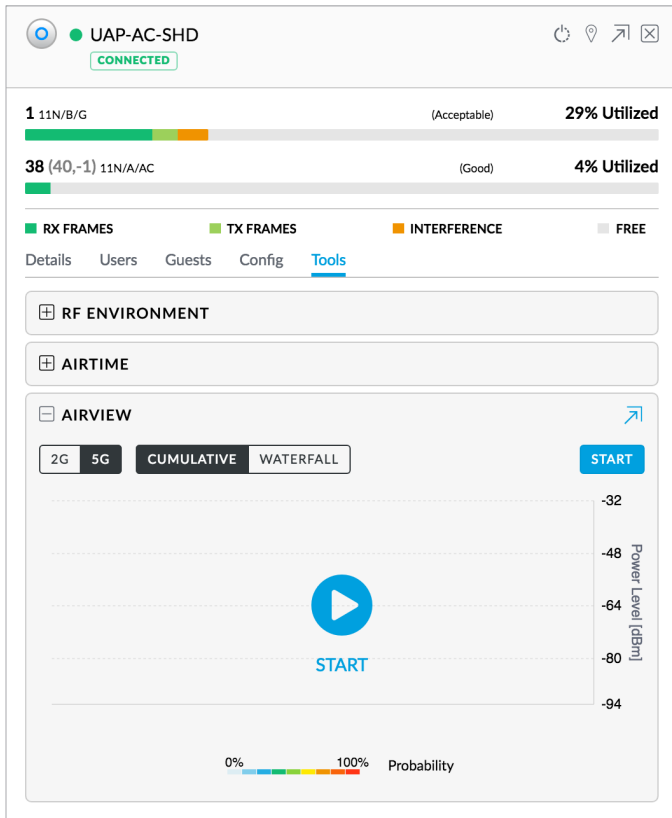 UAP-AC-SHD
CONNECTED
1 11N/B/G (Acceptable) 29% Utilized
38 (40,-1) 11N/A/AC (Good) 4% Utilized
RX FRAMES TX FRAMES INTERFERENCE FREE
Details Users Guests Config Tools
RF ENVIRONMENT
AIRTIME
AIRVIEW
2G 5G CUMULATIVE WATERFALL START
-32
-48
-64
-80
-94
Power Level [dBm]
START
0% 100% Probability